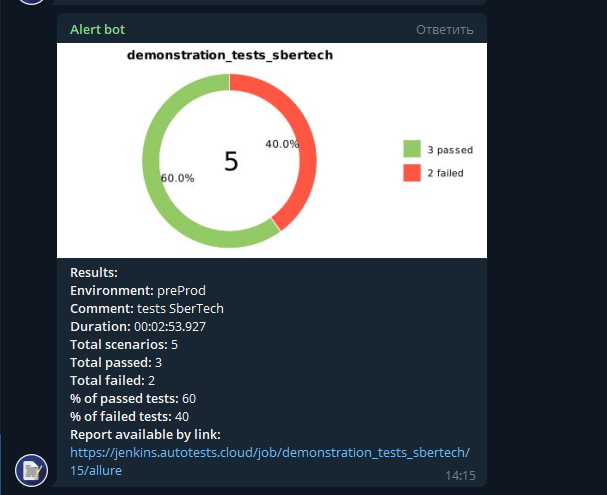 Alert bot
Ответить
demonstration_tests_sbertech
40.0%
5
60.0%
3 passed
2 failed
Results:
Environment: preProd
Comment: tests SberTech
Duration: 00:02:53.927
Total scenarios: 5
Total passed: 3
Total failed: 2
% of passed tests: 60
% of failed tests: 40
Report available by link:
https://jenkins.autotests.cloud/job/demonstration_tests_sbertech/
15/allure
14:15